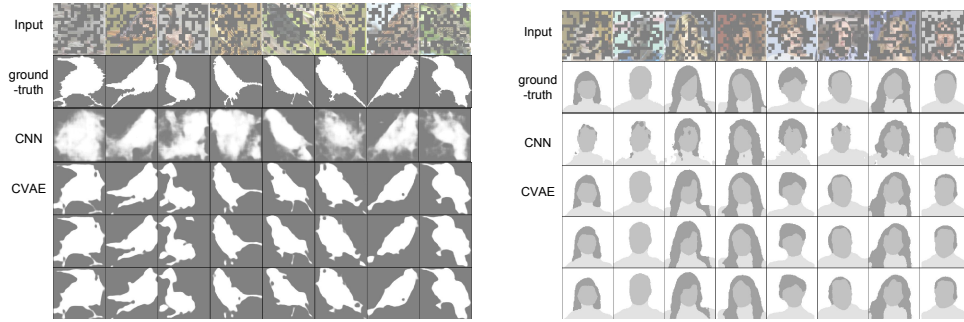 Input
ground
-truth
CNN
CVAE
Input
ground
-truth
CNN
CVAE